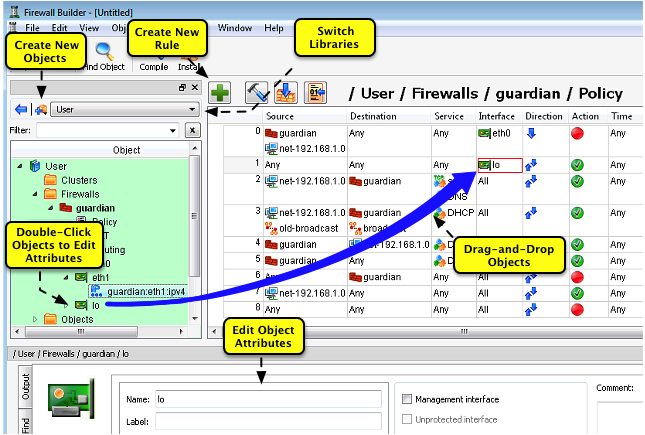 Firewall Builder - [Untitled]
File Edit View Obj Window Help
Create New Objects
Create New Rule
Switch Libraries
ind Object Compile Insta
User
/ User / Firewalls / guardian / Policy
Filter: x
Object
User
Clusters
Firewalls
guardian
Policy
eth1
guardian:eth1:ipv4
lo
Objects
Double-Click Objects to Edit Attributes
Source Destination Service Interface Direction Action Time
0 guardian Any Any eth0 Any
net-192.168.1.0
1 Any Any Any lo Any
2 net-192.168.1.0 guardian All Any
DNS
3 guardian net-192.168.1.0 DHCP All Any
old-broadcast broadcast
4 guardian net-192.168.1.0 All Any
5 guardian Any All Any
6 Any guardian Any All Any
7 net-192.168.1.0 Any Any All Any
8 Any Any Any All Any
Drag-and-Drop Objects
Edit Object Attributes
/ User / Firewalls / guardian / lo
Output
Find
Name: lo
Label:
Management interface
Unprotected interface
Comment: